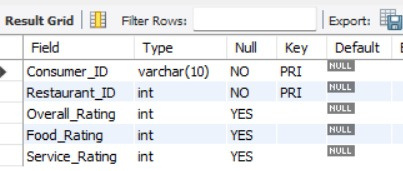 Result Grid Filter Rows: Export:
Field Type Null Key Default
Consumer_ID varchar(10) NO PRI NULL
Restaurant_ID int NO PRI NULL
Overall_Rating int YES NULL
Food_Rating int YES NULL
Service_Rating int YES NULL